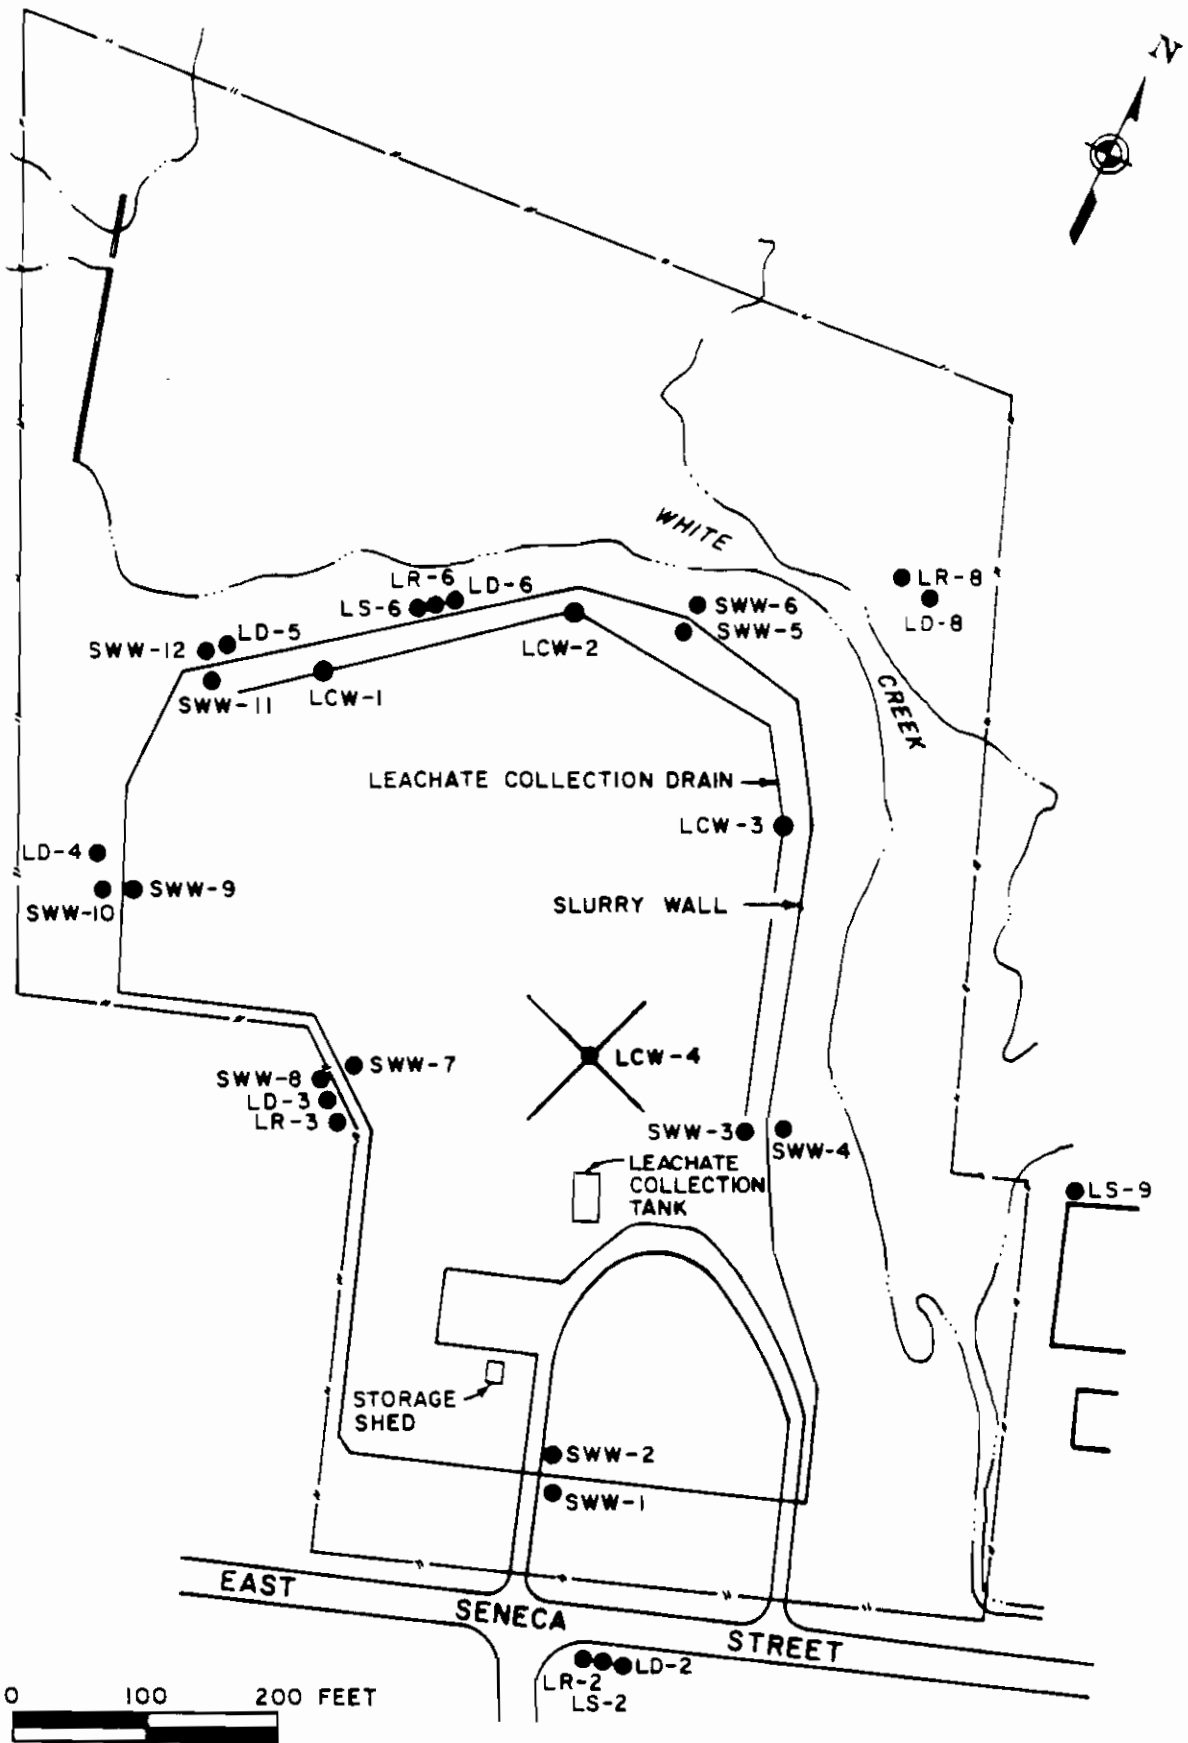 N
WHITE
LR-6
LD-6
LS-6
SWW-6
SWW-5
LR-8
LD-8
LD-5
SWW-12
SWW-11
LCW-1
LCW-2
CREEK
LEACHATE COLLECTION DRAIN
LCW-3
LD-4
SWW-9
SWW-10
SLURRY WALL
LCW-4
SWW-7
SWW-8
LD-3
LR-3
SWW-3
SWW-4
LEACHATE
COLLECTION
TANK
LS-9
STORAGE
SHED
SWW-2
SWW-1
EAST SENECA STREET
LD-2
LR-2
LS-2
0 100 200 FEET